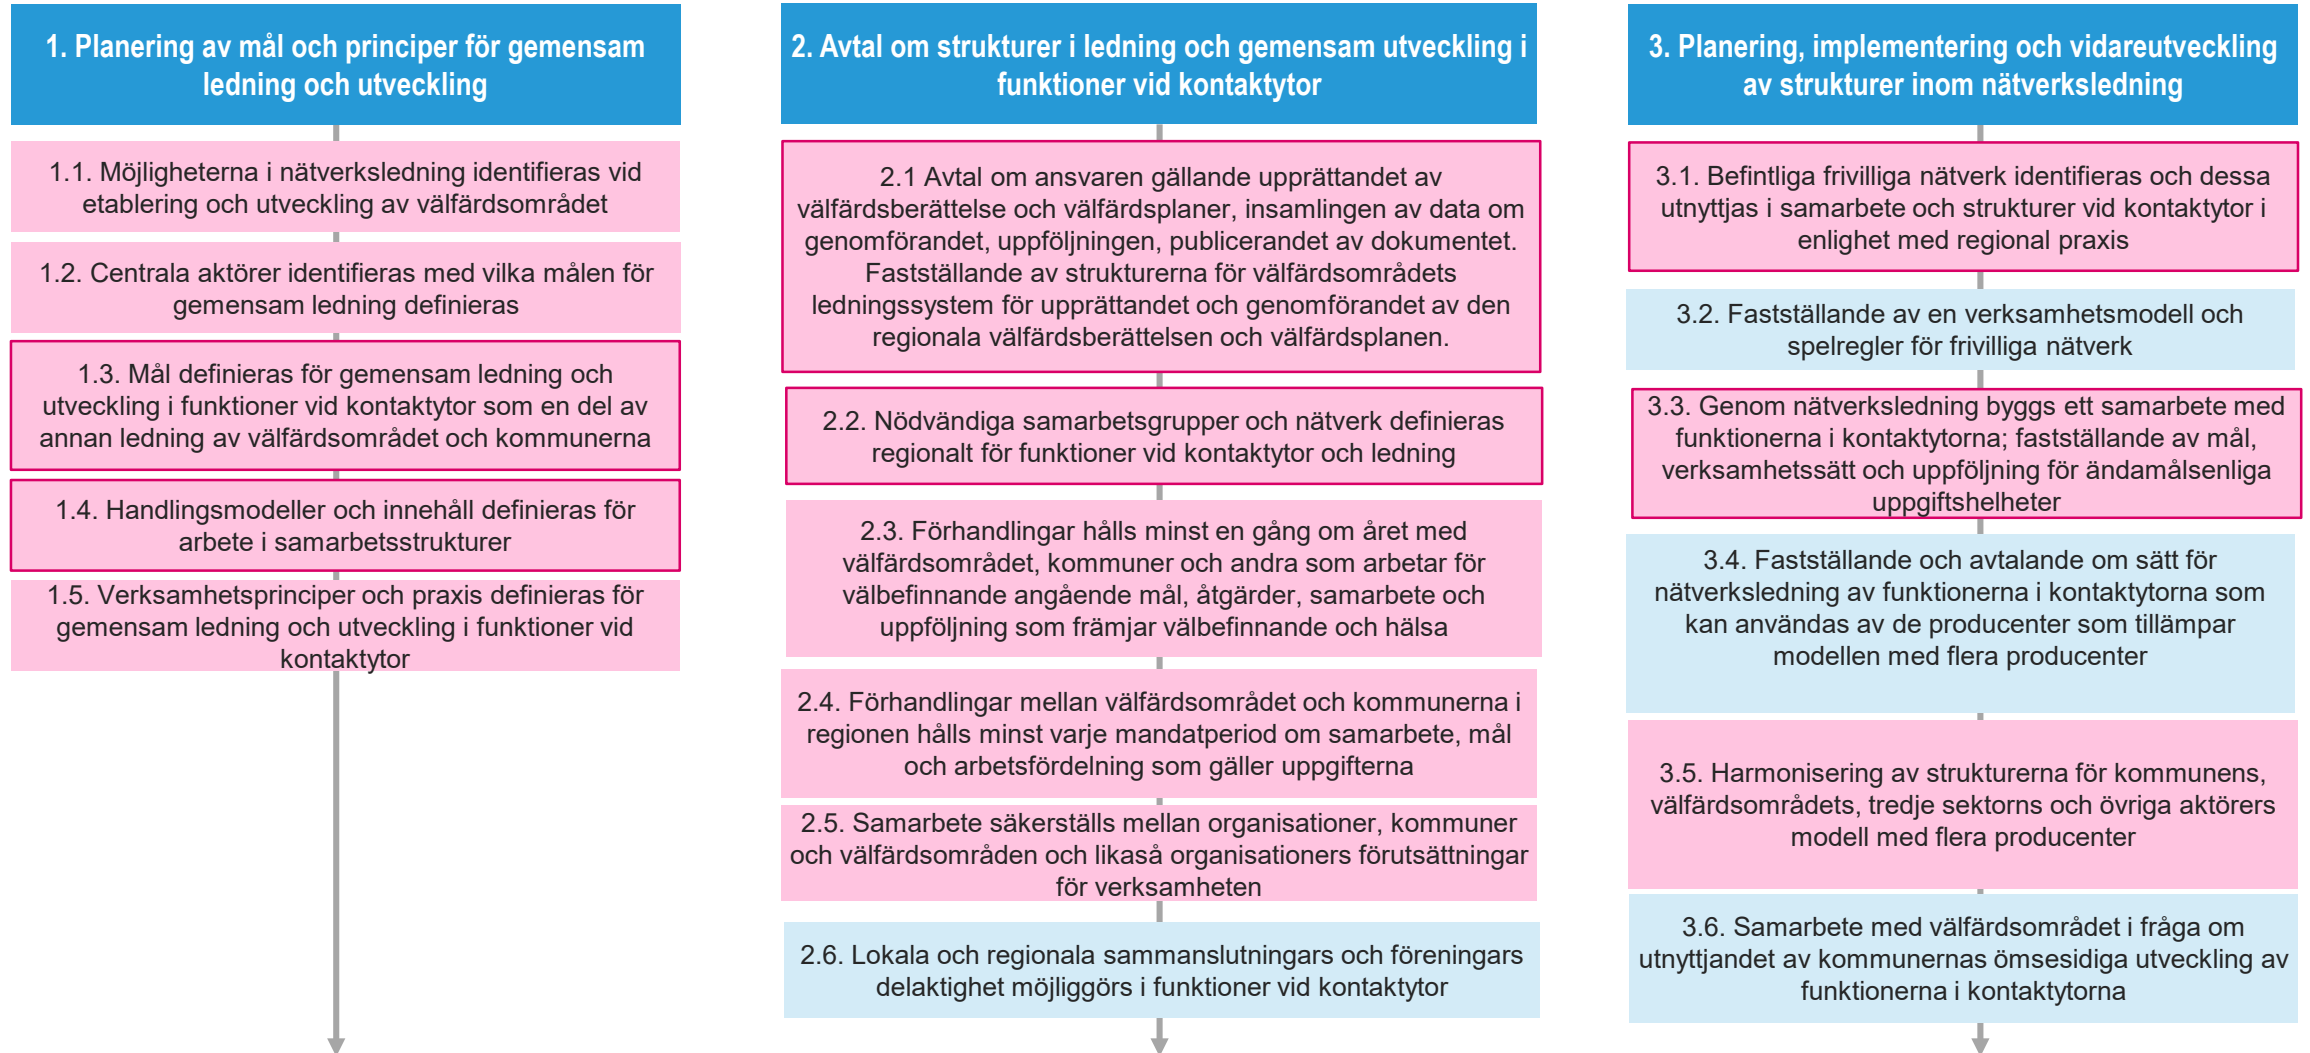 1. Planering av mål och principer för gemensam
ledning och utveckling
1.1. Möjligheterna i nätverksledning identifieras vid
etablering och utveckling av välfärdsområdet
1.2. Centrala aktörer identifieras med vilka målen för
gemensam ledning definieras
1.3. Mål definieras för gemensam ledning och
utveckling i funktioner vid kontaktytor som en del av
annan ledning av välfärdsområdet och kommunerna
1.4. Handlingsmodeller och innehåll definieras för
arbete i samarbetsstrukturer
1.5. Verksamhetsprinciper och praxis definieras för
gemensam ledning och utveckling i funktioner vid
kontaktytor
2. Avtal om strukturer i ledning och gemensam utveckling i
funktioner vid kontaktytor
2.1 Avtal om ansvaren gällande upprättandet av
välfärdsberättelse och välfärdsplaner, insamlingen av data om
genomförandet, uppföljningen, publicerandet av dokumentet.
Fastställande av strukturerna för välfärdsområdets
ledningssystem för upprättandet och genomförandet av den
regionala välfärdsberättelsen och välfärdsplanen.
2.2. Nödvändiga samarbetsgrupper och nätverk definieras
regionalt för funktioner vid kontaktytor och ledning
2.3. Förhandlingar hålls minst en gång om året med
välfärdsområdet, kommuner och andra som arbetar för
välbefinnande angående mål, åtgärder, samarbete och
uppföljning som främjar välbefinnande och hälsa
2.4. Förhandlingar mellan välfärdsområdet och kommunerna i
regionen hålls minst varje mandatperiod om samarbete, mål
och arbetsfördelning som gäller uppgifterna
2.5. Samarbete säkerställs mellan organisationer, kommuner
och välfärdsområden och likaså organisationers förutsättningar
för verksamheten
2.6. Lokala och regionala sammanslutningars och föreningars
delaktighet möjliggörs i funktioner vid kontaktytor
3. Planering, implementering och vidareutveckling
av strukturer inom nätverksledning
3.1. Befintliga frivilliga nätverk identifieras och dessa
utnyttjas i samarbete och strukturer vid kontaktytor i
enlighet med regional praxis
3.2. Fastställande av en verksamhetsmodell och
spelregler för frivilliga nätverk
3.3. Genom nätverksledning byggs ett samarbete med
funktionerna i kontaktytorna; fastställande av mål,
verksamhetssätt och uppföljning för ändamålsenliga
uppgiftshelheter
3.4. Fastställande och avtalande om sätt för
nätverksledning av funktionerna i kontaktytorna som
kan användas av de producenter som tillämpar
modellen med flera producenter
3.5. Harmonisering av strukturerna för kommunens,
välfärdsområdets, tredje sektorns och övriga aktörers
modell med flera producenter
3.6. Samarbete med välfärdsområdet i fråga om
utnyttjandet av kommunernas ömsesidiga utveckling av
funktionerna i kontaktytorna